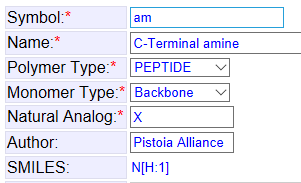 Symbol:* am
Name:* C-Terminal amine
Polymer Type:* PEPTIDE
Monomer Type:* Backbone
Natural Analog:* X
Author: Pistoia Alliance
SMILES: N[H:1]